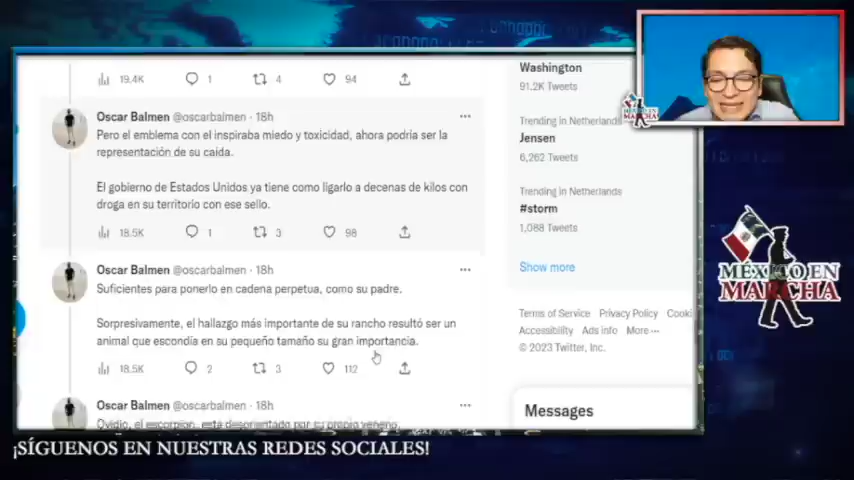 19.4K 1 4 94
Oscar Balmen @oscarbalmen · 18h
Pero el emblema con el inspiraba miedo y toxicidad, ahora podría ser la
representación de su caída.
El gobierno de Estados Unidos ya tiene como ligarlo a decenas de kilos con
droga en su territorio con ese sello.
18.5K 1 3 98
Oscar Balmen @oscarbalmen · 18h
Suficientes para ponerlo en cadena perpetua, como su padre.
Sorpresivamente, el hallazgo más importante de su rancho resultó ser un
animal que escondía en su pequeño tamaño su gran importancia.
18.5K 2 3 112
Oscar Balmen @oscarbalmen · 18h
Ovidio, el escorpión, está desorientado por su propio veneno.
Washington
91.2K Tweets
Trending in Netherlands
Jensen
6,262 Tweets
Trending in Netherlands
#storm
1,088 Tweets
Show more
Terms of Service Privacy Policy Cooki
Accessibility Ads info More ···
© 2023 Twitter, Inc.
Messages
MÉXICO EN
MARCHA
MÉXICO EN
MARCHA
¡SÍGUENOS EN NUESTRAS REDES SOCIALES!